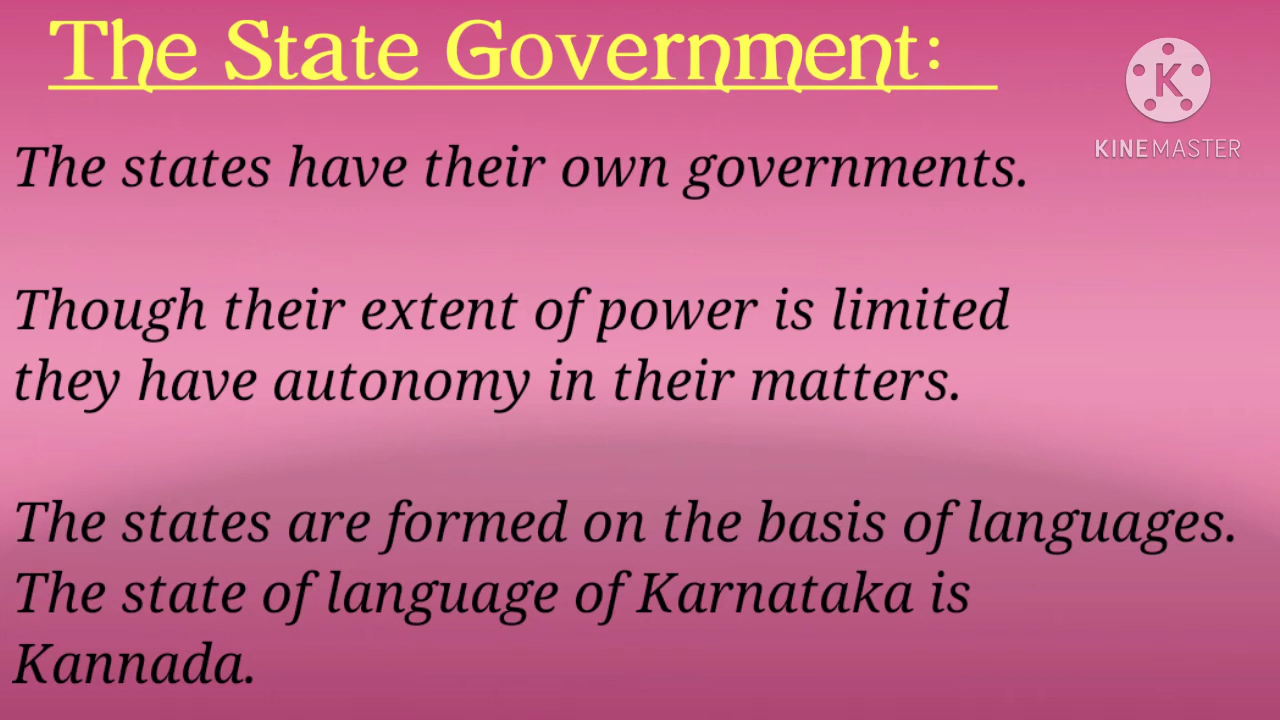 The State Government:
K
KINEMASTER
The states have their own governments.
Though their extent of power is limited
they have autonomy in their matters.
The states are formed on the basis of languages.
The state of language of Karnataka is
Kannada.